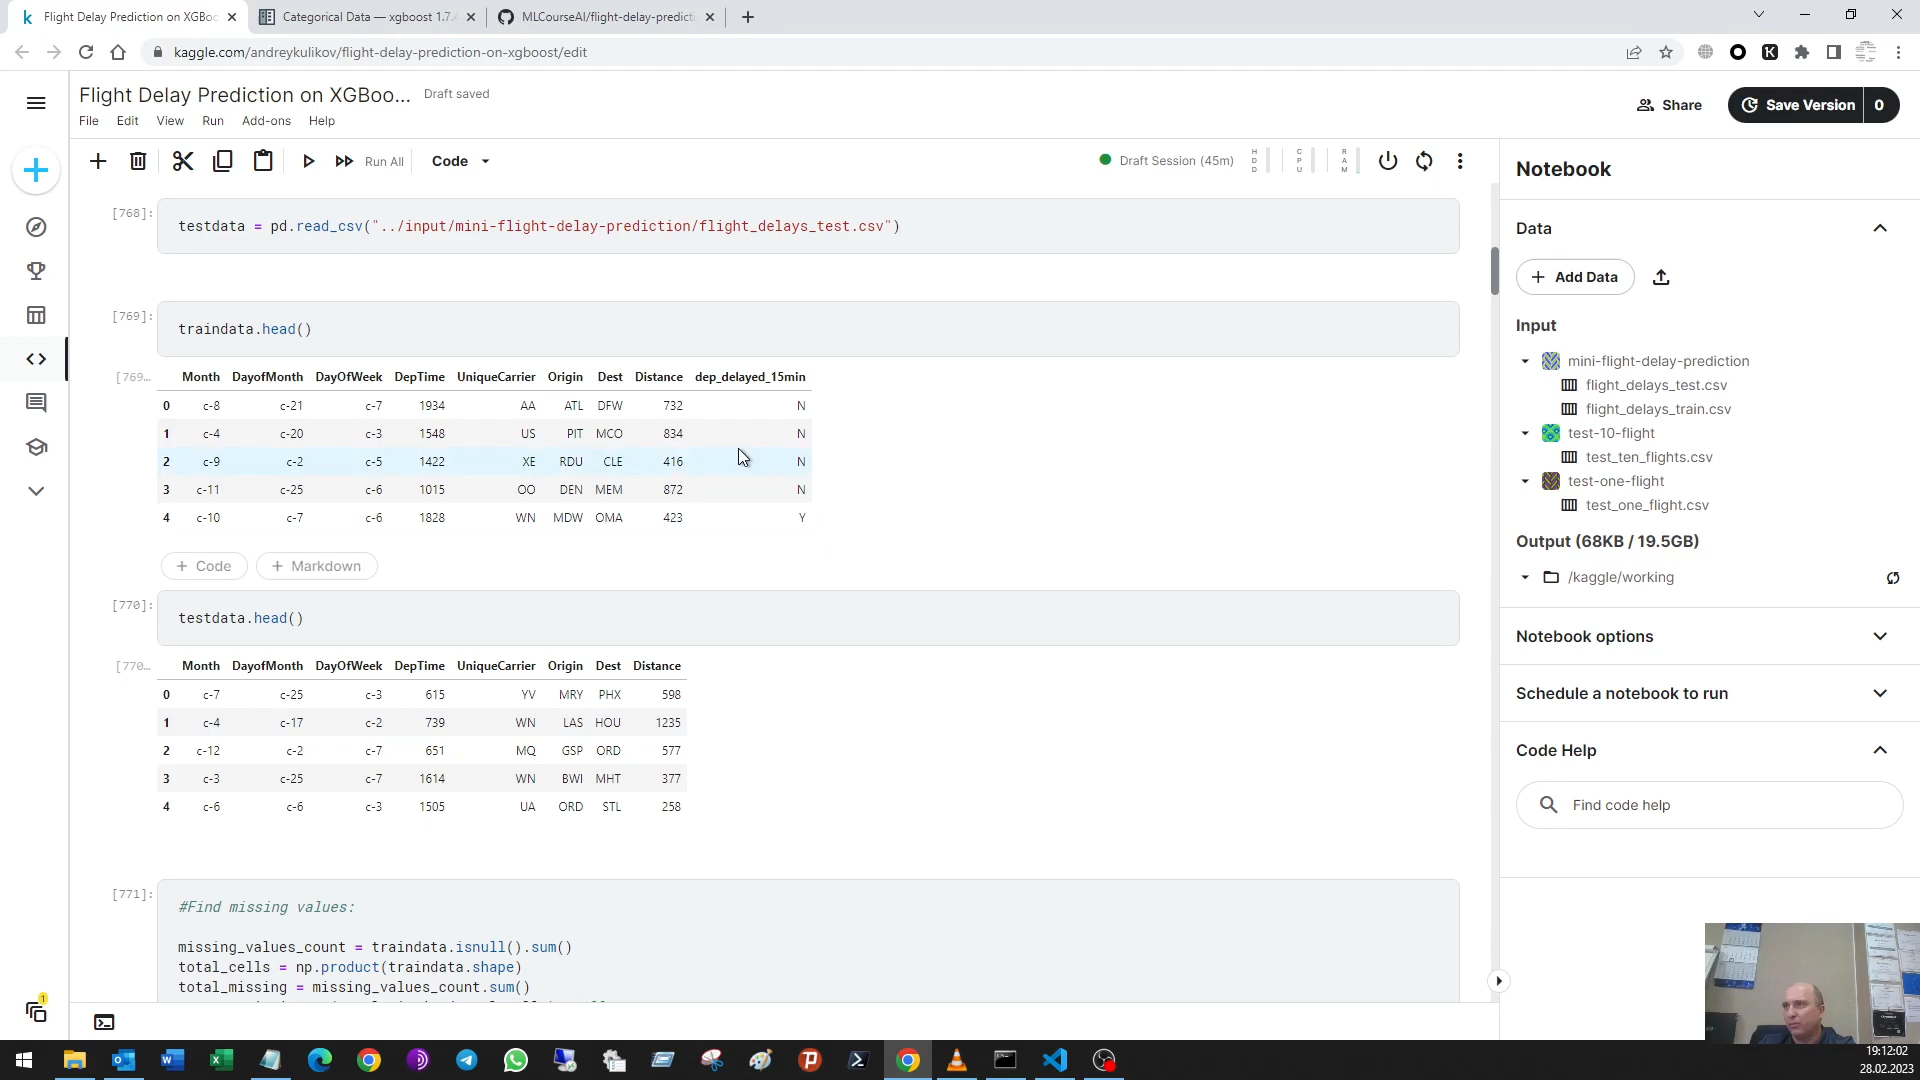 Flight Delay Prediction on XGBoo
Categorical Data — xgboost 1.7.4
MLCourseAI/flight-delay-predicti
kaggle.com/andreykulikov/flight-delay-prediction-on-xgboost/edit
Flight Delay Prediction on XGBoo...
Draft saved
File Edit View Run Add-ons Help
Share
Save Version 0
Run All
Code
Draft Session (45m)
HDD
CPU
RAM
[768]:
testdata = pd.read_csv("../input/mini-flight-delay-prediction/flight_delays_test.csv")
[769]:
traindata.head()
[769...
Month DayofMonth DayOfWeek DepTime UniqueCarrier Origin Dest Distance dep_delayed_15min
0 c-8 c-21 c-7 1934 AA ATL DFW 732 N
1 c-4 c-20 c-3 1548 US PIT MCO 834 N
2 c-9 c-2 c-5 1422 XE RDU CLE 416 N
3 c-11 c-25 c-6 1015 OO DEN MEM 872 N
4 c-10 c-7 c-6 1828 WN MDW OMA 423 Y
+ Code + Markdown
[770]:
testdata.head()
[770...
Month DayofMonth DayOfWeek DepTime UniqueCarrier Origin Dest Distance
0 c-7 c-25 c-3 615 YV MRY PHX 598
1 c-4 c-17 c-2 739 WN LAS HOU 1235
2 c-12 c-2 c-7 651 MQ GSP ORD 577
3 c-3 c-25 c-7 1614 WN BWI MHT 377
4 c-6 c-6 c-3 1505 UA ORD STL 258
[771]:
#Find missing values:
missing_values_count = traindata.isnull().sum()
total_cells = np.product(traindata.shape)
total_missing = missing_values_count.sum()
Notebook
Data
+ Add Data
Input
mini-flight-delay-prediction
flight_delays_test.csv
flight_delays_train.csv
test-10-flight
test_ten_flights.csv
test-one-flight
test_one_flight.csv
Output (68KB / 19.5GB)
/kaggle/working
Notebook options
Schedule a notebook to run
Code Help
Find code help
1
19:12:02
28.02.2023